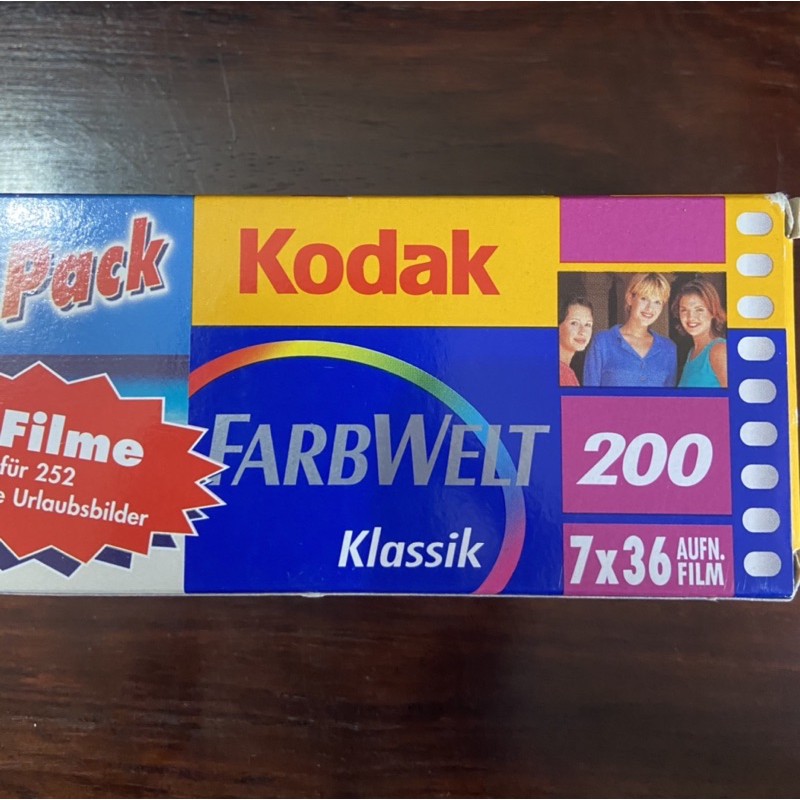 Pack
Kodak
Filme
für 252
e Urlaubsbilder
FARBWELT
Klassik
200
7x36 AUFN.
FILM